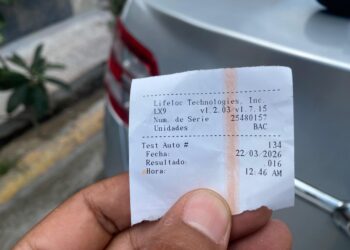 Lifeloc Technologies, Inc
LX9 v1.2.03 v1.7.15
Num. de Serie 25480157
Unidades BAC
Test Auto # 134
Fecha: 22/03/2026
Resultado: .016
Hora: 12:46 AM